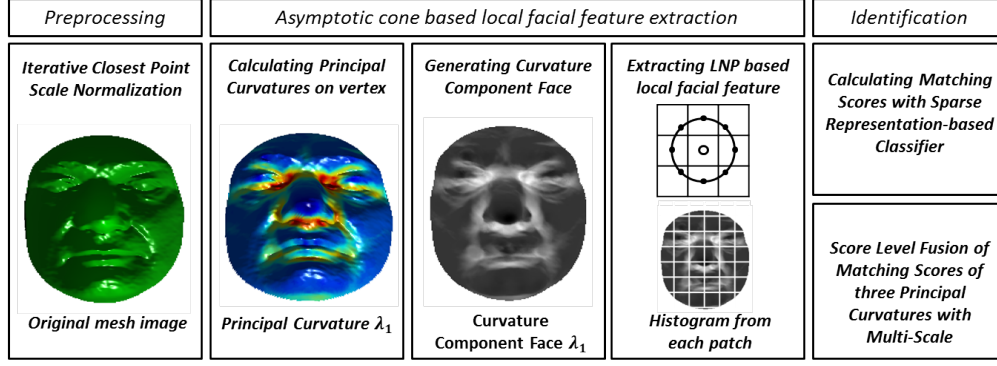 Preprocessing
Asymptotic cone based local facial feature extraction
Identification
Iterative Closest Point
Scale Normalization
Original mesh image
Calculating Principal
Curvatures on vertex
Principal Curvature λ₁
Generating Curvature
Component Face
Curvature
Component Face λ₁
Extracting LNP based
local facial feature
Histogram from
each patch
Calculating Matching
Scores with Sparse
Representation-based
Classifier
Score Level Fusion of
Matching Scores of
three Principal
Curvatures with
Multi-Scale